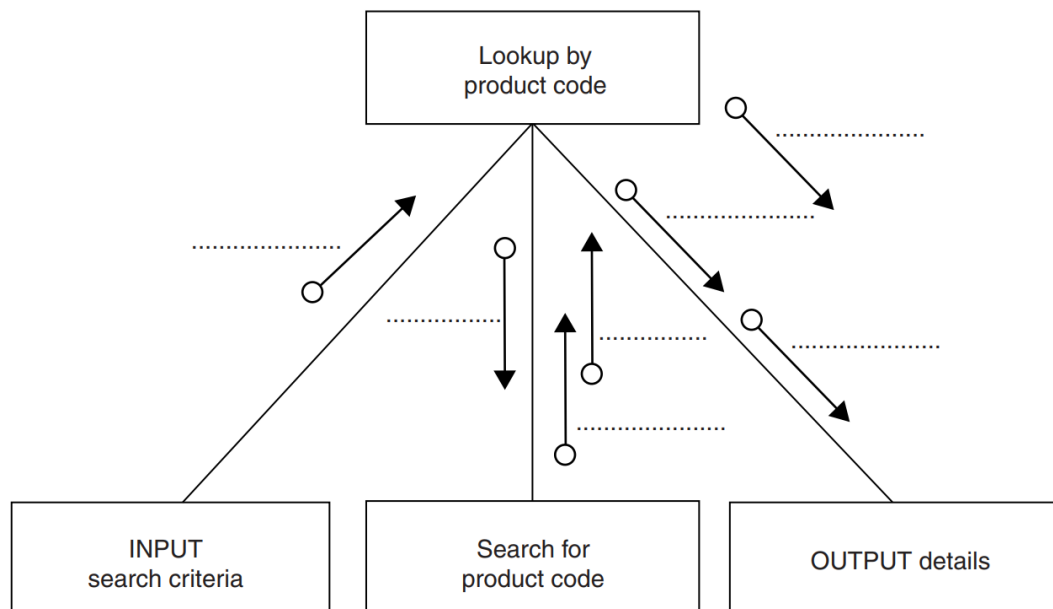 Lookup by
product code
INPUT
search criteria
Search for
product code
OUTPUT details